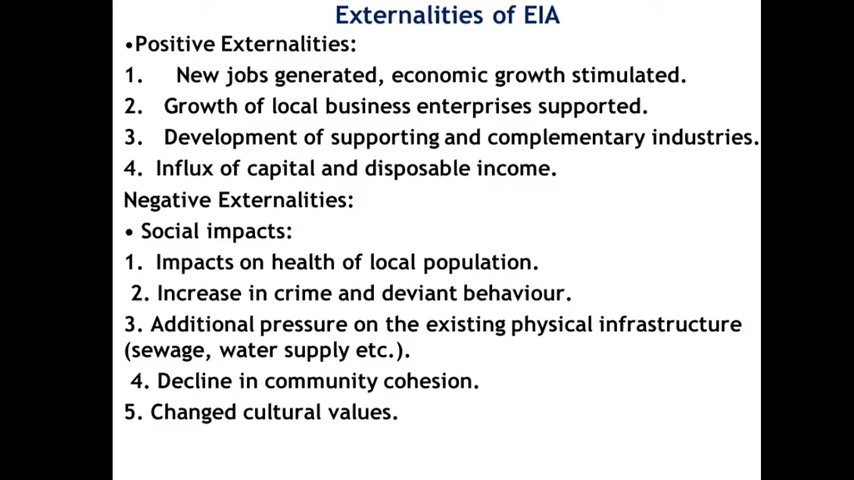 Externalities of EIA
•Positive Externalities:
1. New jobs generated, economic growth stimulated.
2. Growth of local business enterprises supported.
3. Development of supporting and complementary industries.
4. Influx of capital and disposable income.
Negative Externalities:
• Social impacts:
1. Impacts on health of local population.
2. Increase in crime and deviant behaviour.
3. Additional pressure on the existing physical infrastructure
(sewage, water supply etc.).
4. Decline in community cohesion.
5. Changed cultural values.